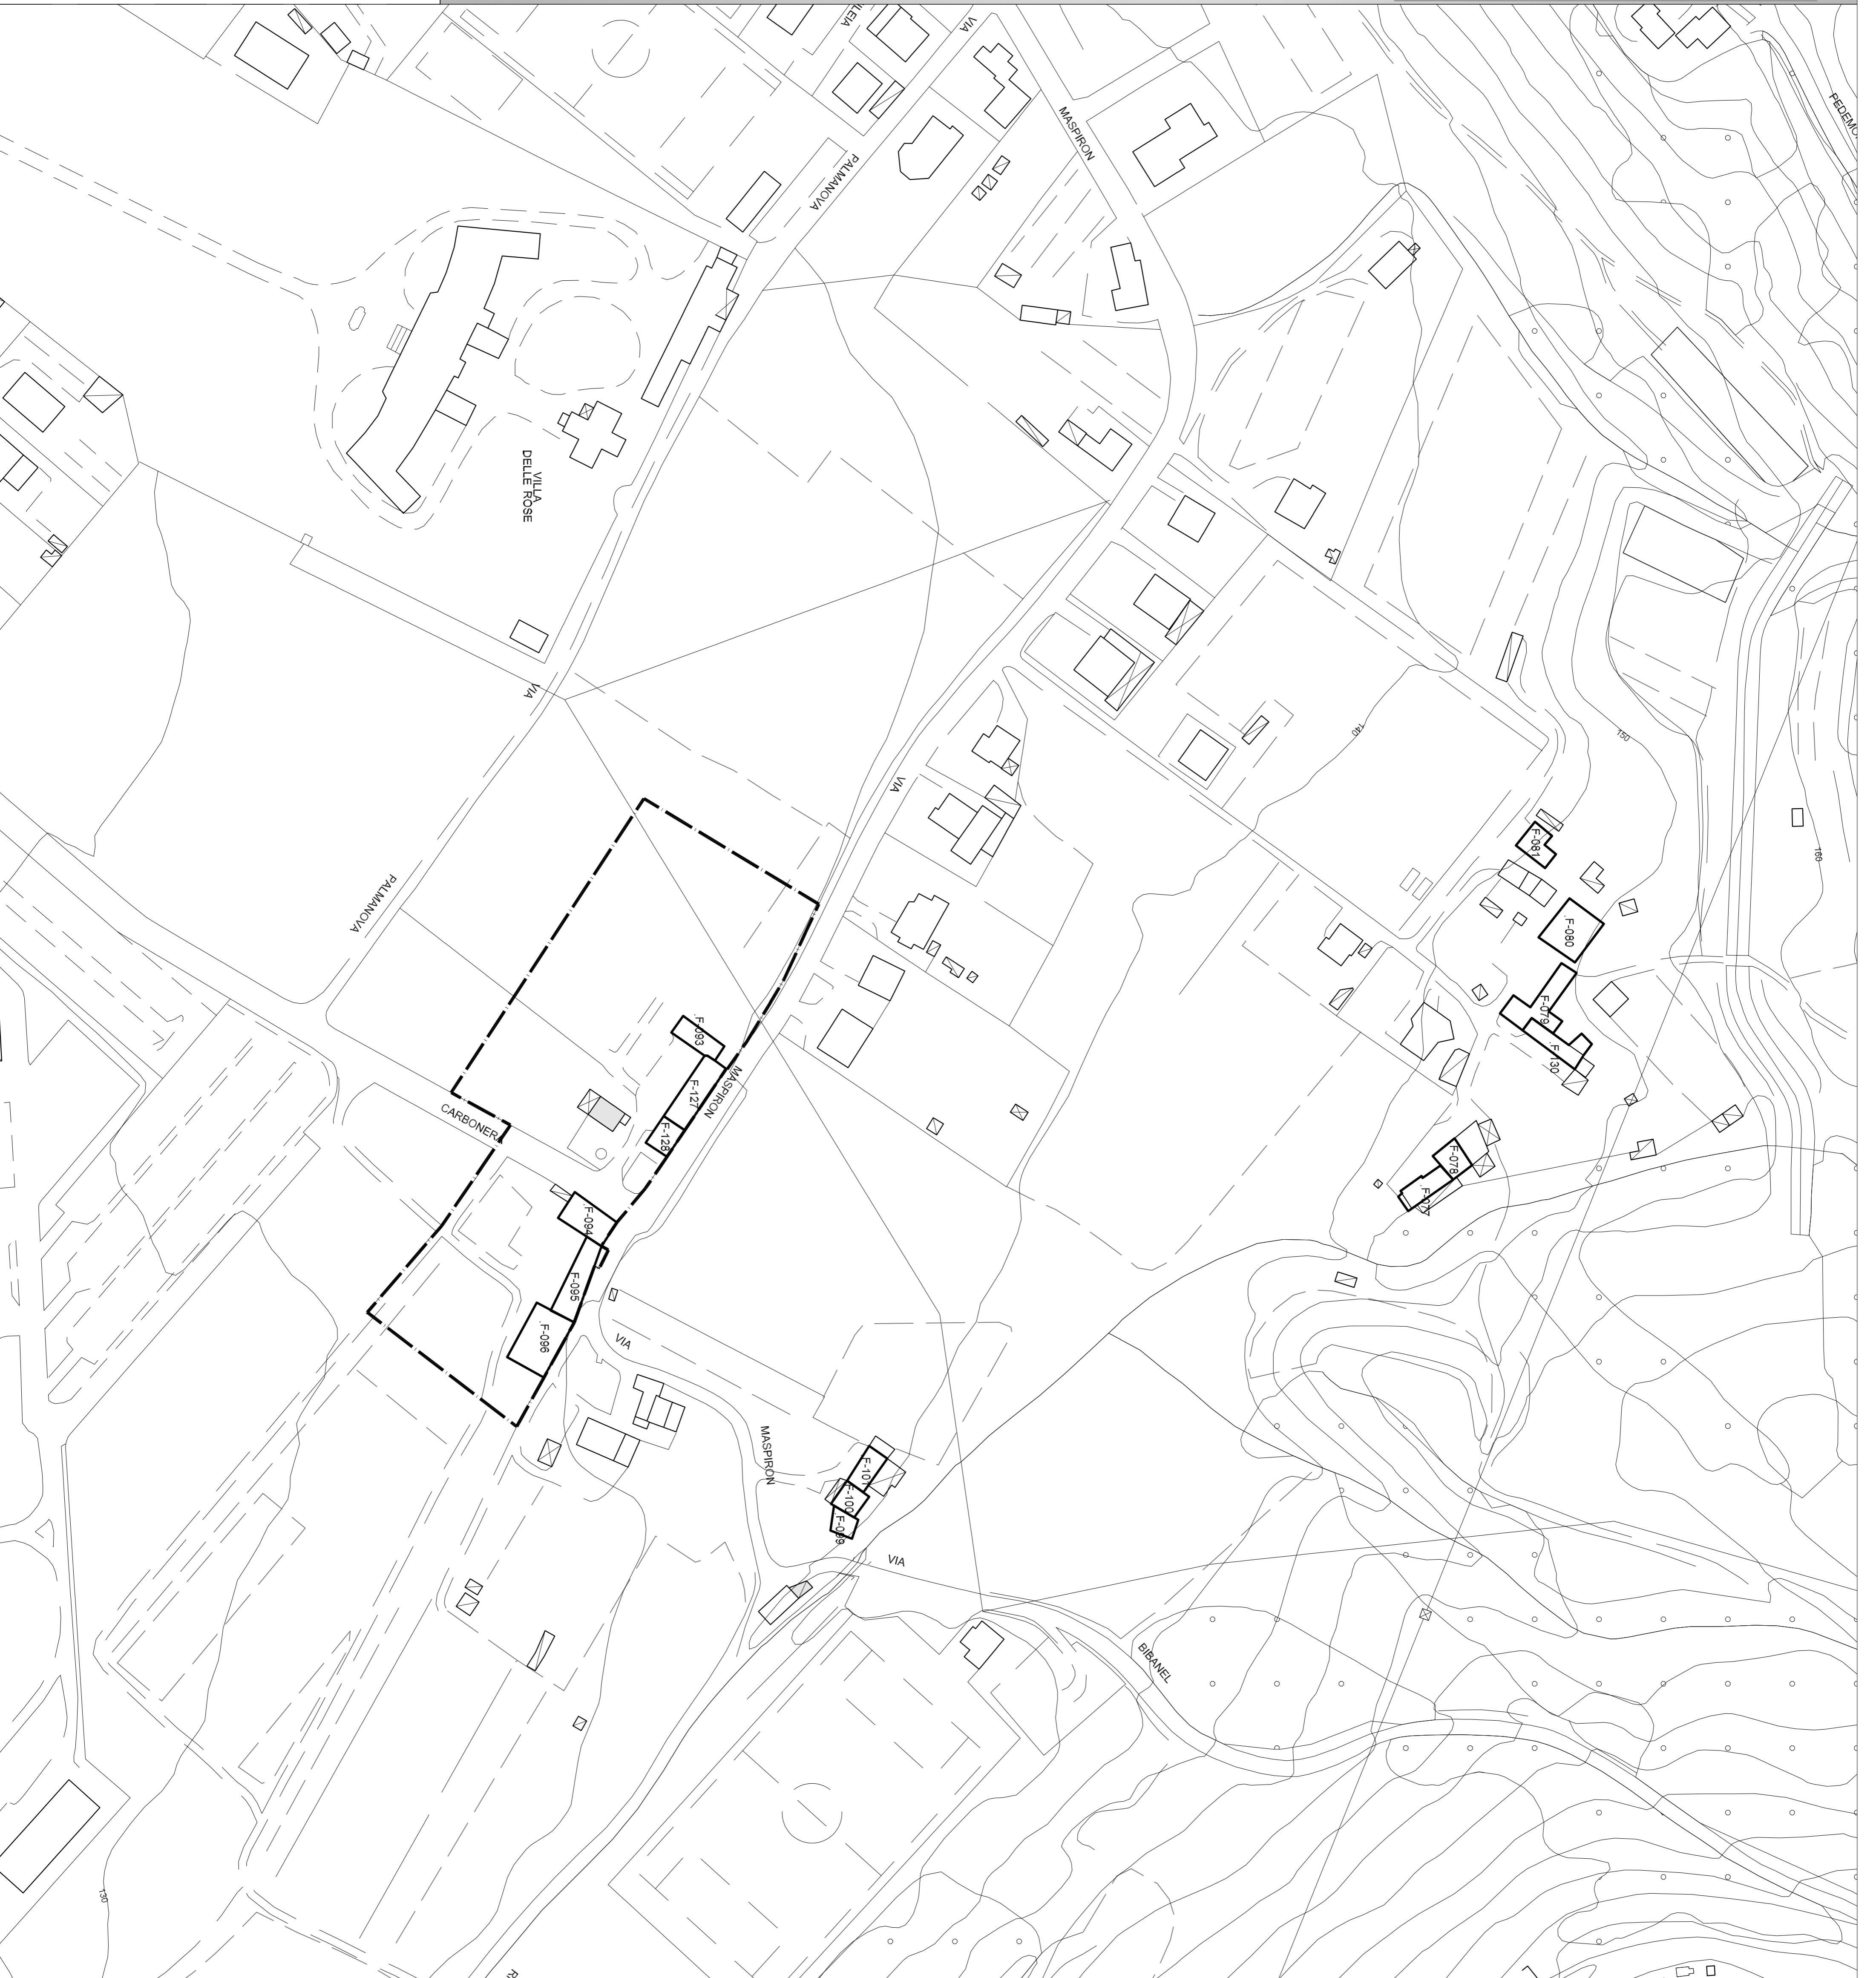 VIA
MASPIRON
PALMANOVA
VILLA
DELLE ROSE
VIA
VIA
140
150
160
F-081
F-080
F-079
F-130
F-078
F-077
PALMANOVA
F-093
F-127
F-128
MASPIRON
CARBONERA
F-094
F-095
F-096
VIA
MASPIRON
F-101
F-100
F-099
VIA
BIBANEL
130